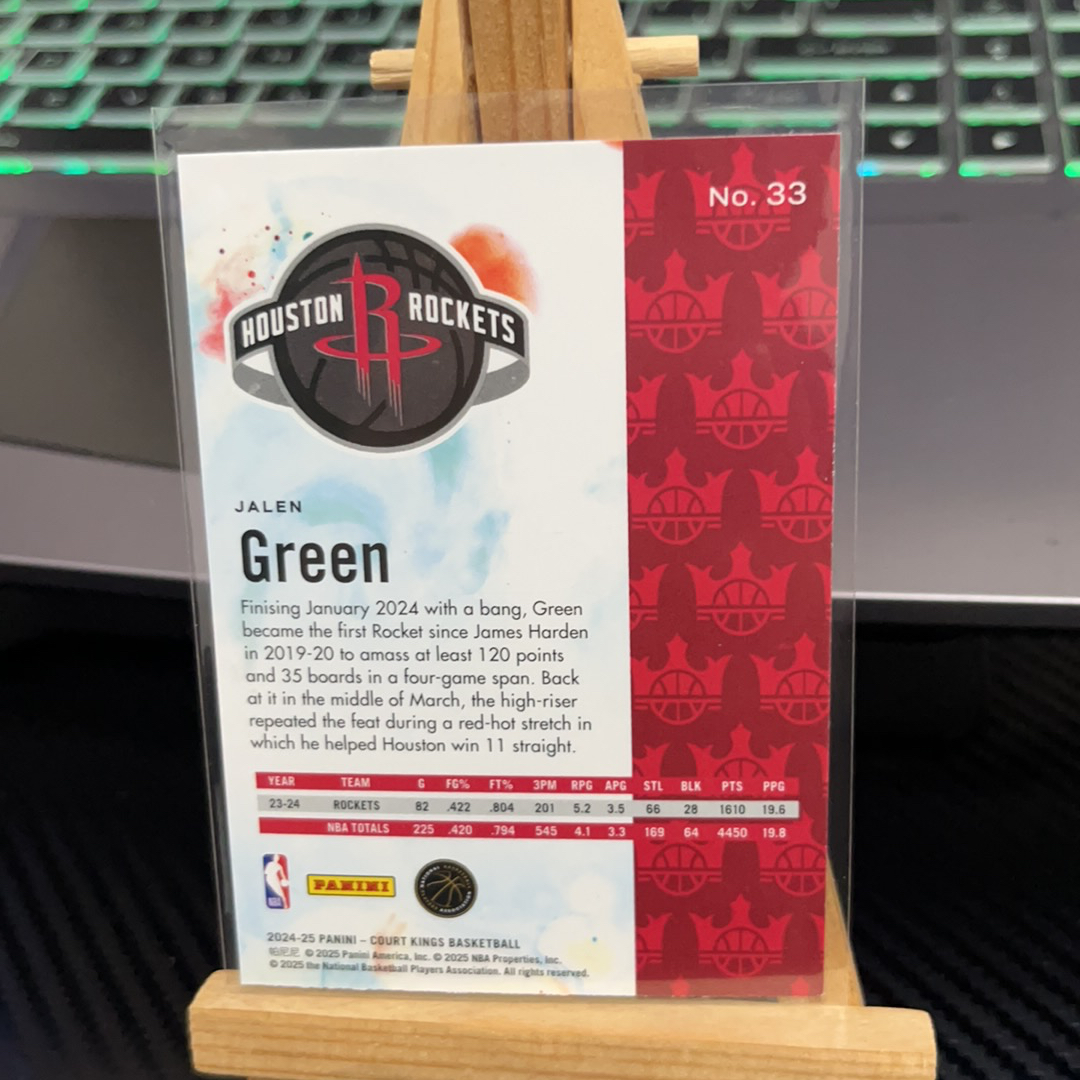 No. 33
HOUSTON R ROCKETS
JALEN
Green
Finising January 2024 with a bang, Green
became the first Rocket since James Harden
in 2019-20 to amass at least 120 points
and 35 boards in a four-game span. Back
at it in the middle of March, the high-riser
repeated the feat during a red-hot stretch in
which he helped Houston win 11 straight.
YEAR TEAM G FG% FT% 3PM RPG APG STL BLK PTS PPG
23-24 ROCKETS 82 .422 .804 201 5.2 3.5 66 28 1610 19.6
NBA TOTALS 225 .420 .794 545 4.1 3.3 169 64 4450 19.8
PANINI
2024-25 PANINI – COURT KINGS BASKETBALL
帕尼尼 © 2025 Panini America, Inc. © 2025 NBA Properties, Inc.
© 2025 the National Basketball Players Association. All rights reserved.